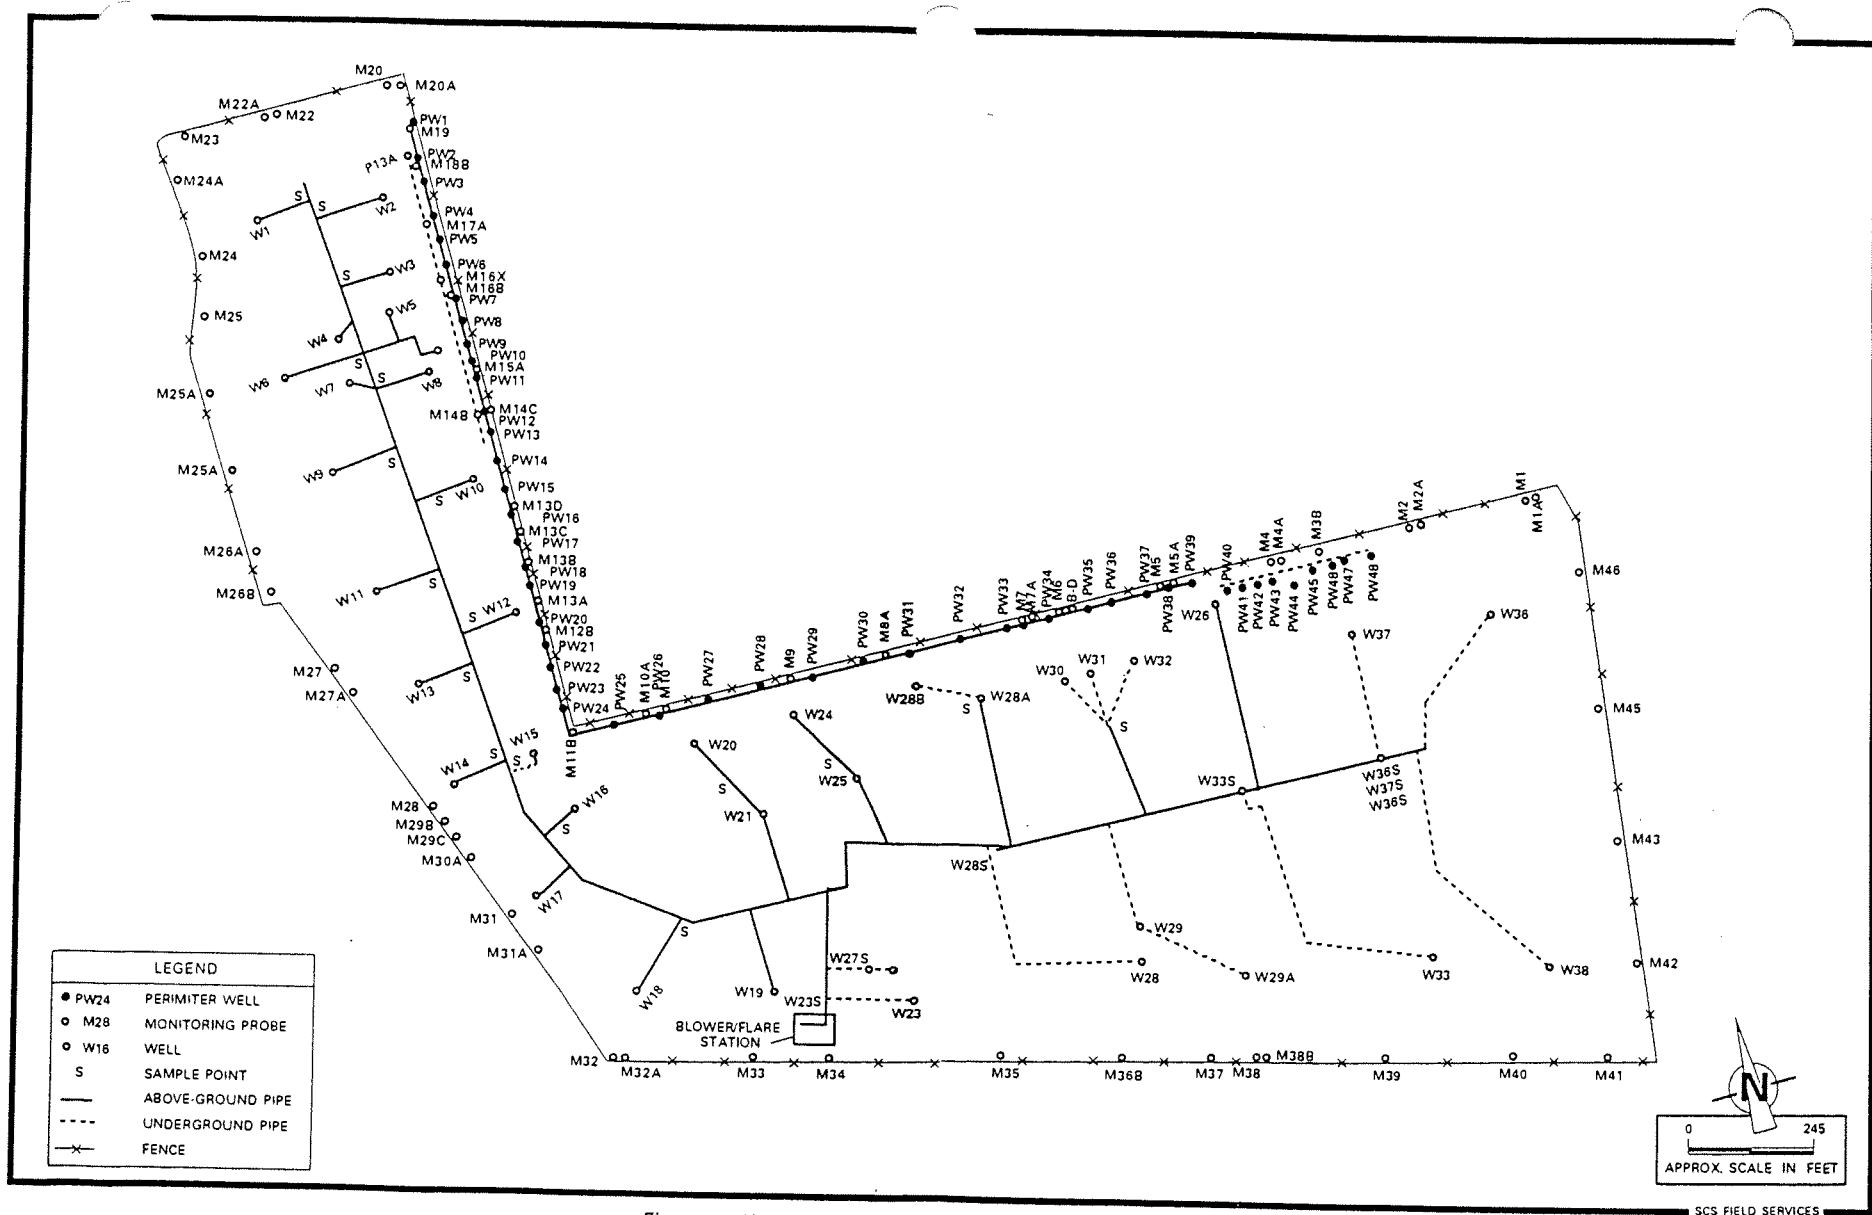 M20
M20A
M22A
M22
M23
PW1
M19
P13A
PW2
M18B
M24A
PW3
S
S
W1
W2
PW4
M17A
PW5
M24
S
W3
PW6
M16X
M16B
PW7
M25
W5
W4
PW8
PW9
PW10
M15A
PW11
S
W6
W7
S
W8
M25A
M14B
M14C
PW12
PW13
W9
S
PW14
M25A
S
W10
PW15
M13D
PW16
M13C
PW17
M26A
M13B
PW18
M26B
W11
S
PW19
M13A
S
W12
PW20
M12B
PW21
M27
M27A
W13
S
PW22
PW23
PW24
M11B
PW25
M10A
PW26
M10
PW27
PW28
M9
PW29
PW30
M8A
PW31
PW32
PW33
M7
M7A
PW34
M6
B-D
PW35
PW36
PW37
M5
M5A
PW38
PW39
PW40
M4
M4A
M3B
M2
M2A
M1
M1A
PW41
PW42
PW43
PW44
PW45
PW48
PW47
PW48
M46
W26
W37
W36
W30
W31
W32
W28B
W28A
S
S
M45
W14
S
S
W15
W20
W24
S
W25
S
W21
W16
S
W33S
W36S
W37S
W36S
M28
M29B
M29C
M30A
W28S
M43
W17
M31
M31A
S
W18
W19
W27S
W23S
W23
W29
W28
W29A
W33
W38
M42
BLOWER/FLARE
STATION
M32
M32A
M33
M34
M35
M36B
M37
M38
M38B
M39
M40
M41
LEGEND
PW24 PERIMITER WELL
M28 MONITORING PROBE
W16 WELL
S SAMPLE POINT
ABOVE-GROUND PIPE
UNDERGROUND PIPE
FENCE
N
0 245
APPROX. SCALE IN FEET
SCS FIELD SERVICES